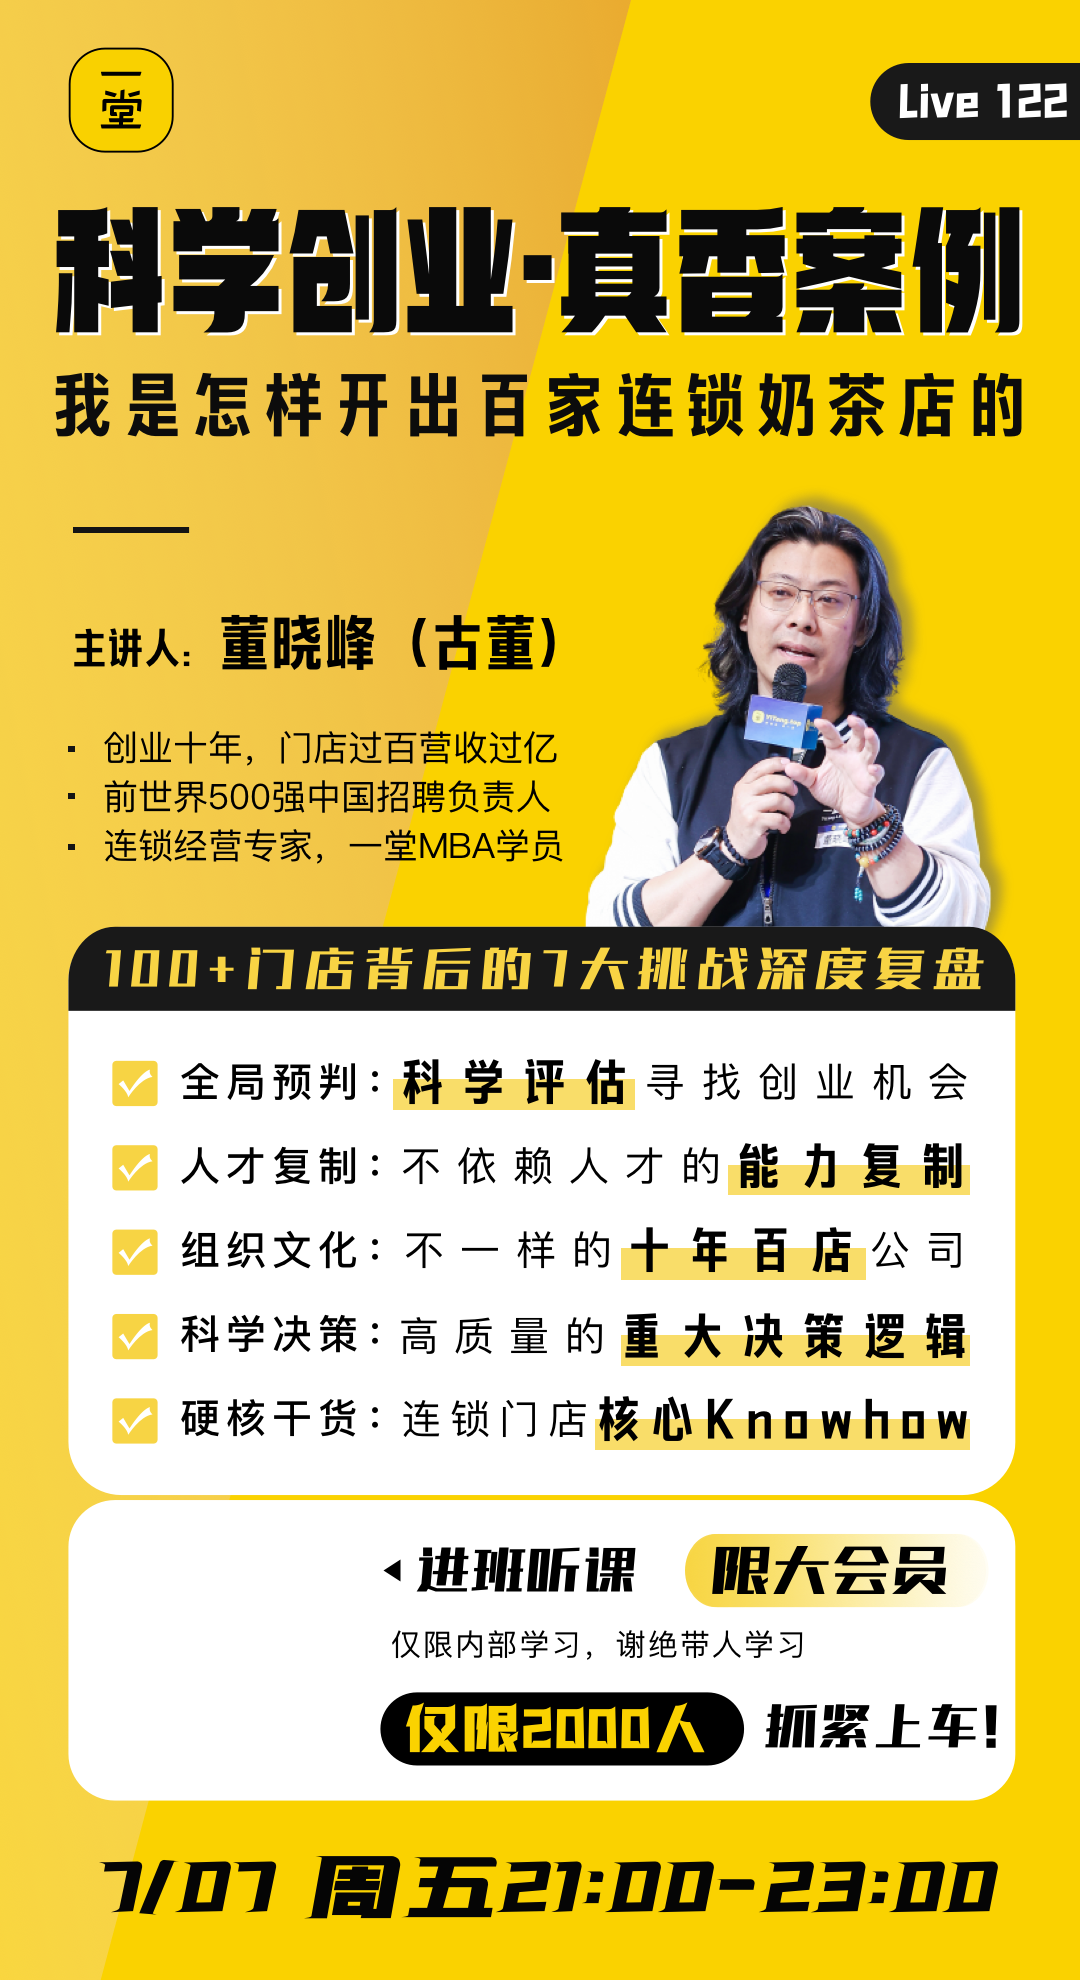 一堂
Live 122
科学创业·真香案例
我是怎样开出百家连锁奶茶店的
主讲人：董晓峰（古董）
· 创业十年，门店过百营收过亿
· 前世界500强中国招聘负责人
· 连锁经营专家，一堂MBA学员
100+门店背后的7大挑战深度复盘
全局预判：科学评估寻找创业机会
人才复制：不依赖人才的能力复制
组织文化：不一样的十年百店公司
科学决策：高质量的重大决策逻辑
硬核干货：连锁门店核心Knowhow
进班听课 限大会员
仅限内部学习，谢绝带人学习
仅限2000人 抓紧上车！
7/07 周五21:00-23:00